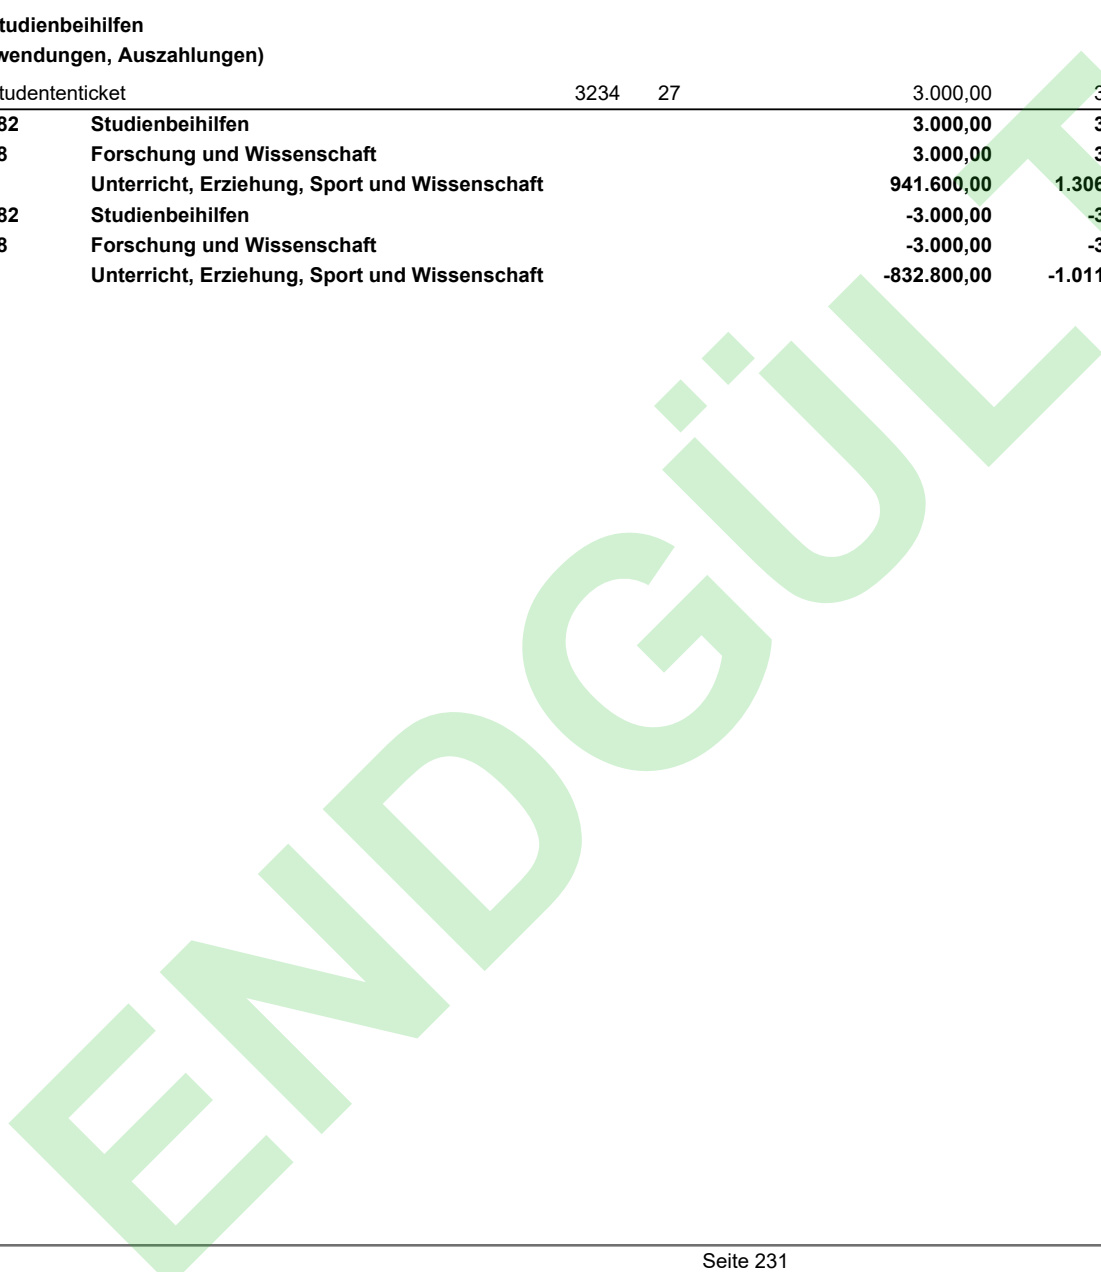 tudienbeihilfen
wendungen, Auszahlungen)
tudententicket 3234 27 3.000,00 3
82 Studienbeihilfen 3.000,00 3
8 Forschung und Wissenschaft 3.000,00 3
Unterricht, Erziehung, Sport und Wissenschaft 941.600,00 1.306
82 Studienbeihilfen -3.000,00 -3
8 Forschung und Wissenschaft -3.000,00 -3
Unterricht, Erziehung, Sport und Wissenschaft -832.800,00 -1.011
ENDGÜLT
Seite 231